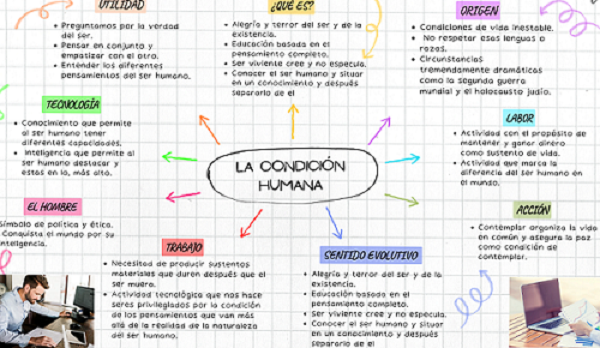 UTILIDAD
• Preguntamos por la verdad
del ser.
• Pensar en conjunto y
empatizar con el otro.
• Entender los diferentes
pensamientos del ser humano.
¿QUÉ ES?
• Alegría y terror del ser y de la
existencia.
• Educación basada en el
pensamiento completo.
• Ser viviente cree y no especula.
• Conocer el ser humano y situar
en un conocimiento y después
separarlo de el
ORIGEN
• Condiciones de vida inestable.
• No respetar esas lenguas o
razas.
• Circunstancias
tremendamente dramáticas
como la segunda guerra
mundial y el holocausto judío.
TECNOLOGÍA
• Conocimiento que permite
al ser humano tener
diferentes capacidades.
• Inteligencia que permite al
ser humano destacar y
estas en lo, más alto.
LA CONDICIÓN
HUMANA
LABOR
• Actividad con el propósito de
mantener y ganar dinero
como sustento de vida.
• Actividad que marca la
diferencia del ser humano en
el mundo.
EL HOMBRE
Símbolo de política y ética.
Conquista el mundo por su
inteligencia.
ACCIÓN
• Contemplar organiza la vida
en común y asegura la paz
como condición de
contemplar.
TRABAJO
• Necesidad de producir sustentos
materiales que duren después que el
ser muera.
• Actividad tecnológica que nos hace
seres privilegiados por la condición
de los pensamientos que van más
allá de la realidad de la naturaleza
del ser humano.
SENTIDO EVOLUTIVO
• Alegría y terror del ser y de la
existencia.
• Educación basada en el
pensamiento completo.
• Ser viviente cree y no especula.
• Conocer el ser humano y situar
en un conocimiento y después
separarlo de el